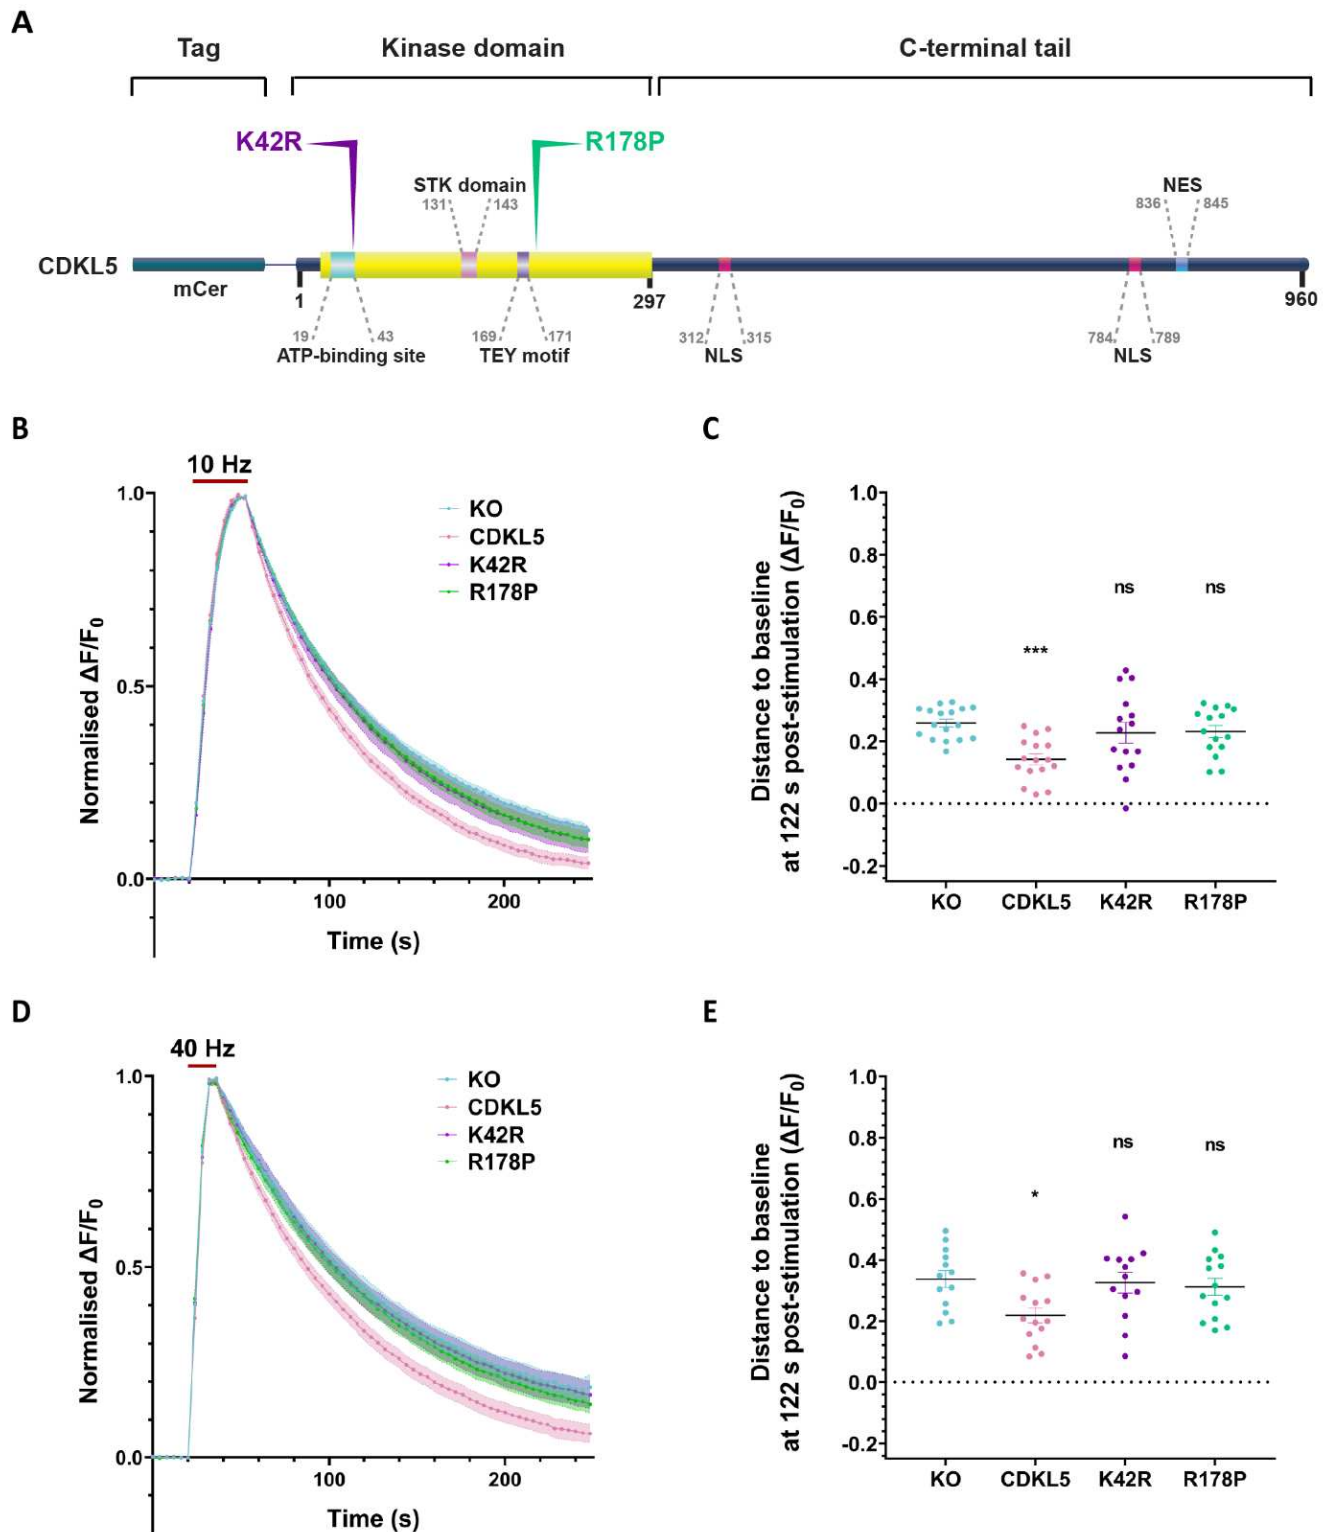 A
Tag
Kinase domain
C-terminal tail
K42R
R178P
STK domain
131
143
NES
836
845
CDKL5
mCer
1
297
960
19
43
169
171
312
315
784
789
ATP-binding site
TEY motif
NLS
NLS
B
10 Hz
KO
CDKL5
K42R
R178P
Normalised ΔF/F0
1.0
0.5
0.0
100
200
Time (s)
C
Distance to baseline
at 122 s post-stimulation (ΔF/F0)
1.0
0.8
0.6
0.4
0.2
0.0
-0.2
***
ns
ns
KO
CDKL5
K42R
R178P
D
40 Hz
KO
CDKL5
K42R
R178P
Normalised ΔF/F0
1.0
0.5
0.0
100
200
Time (s)
E
Distance to baseline
at 122 s post-stimulation (ΔF/F0)
1.0
0.8
0.6
0.4
0.2
0.0
-0.2
*
ns
ns
KO
CDKL5
K42R
R178P